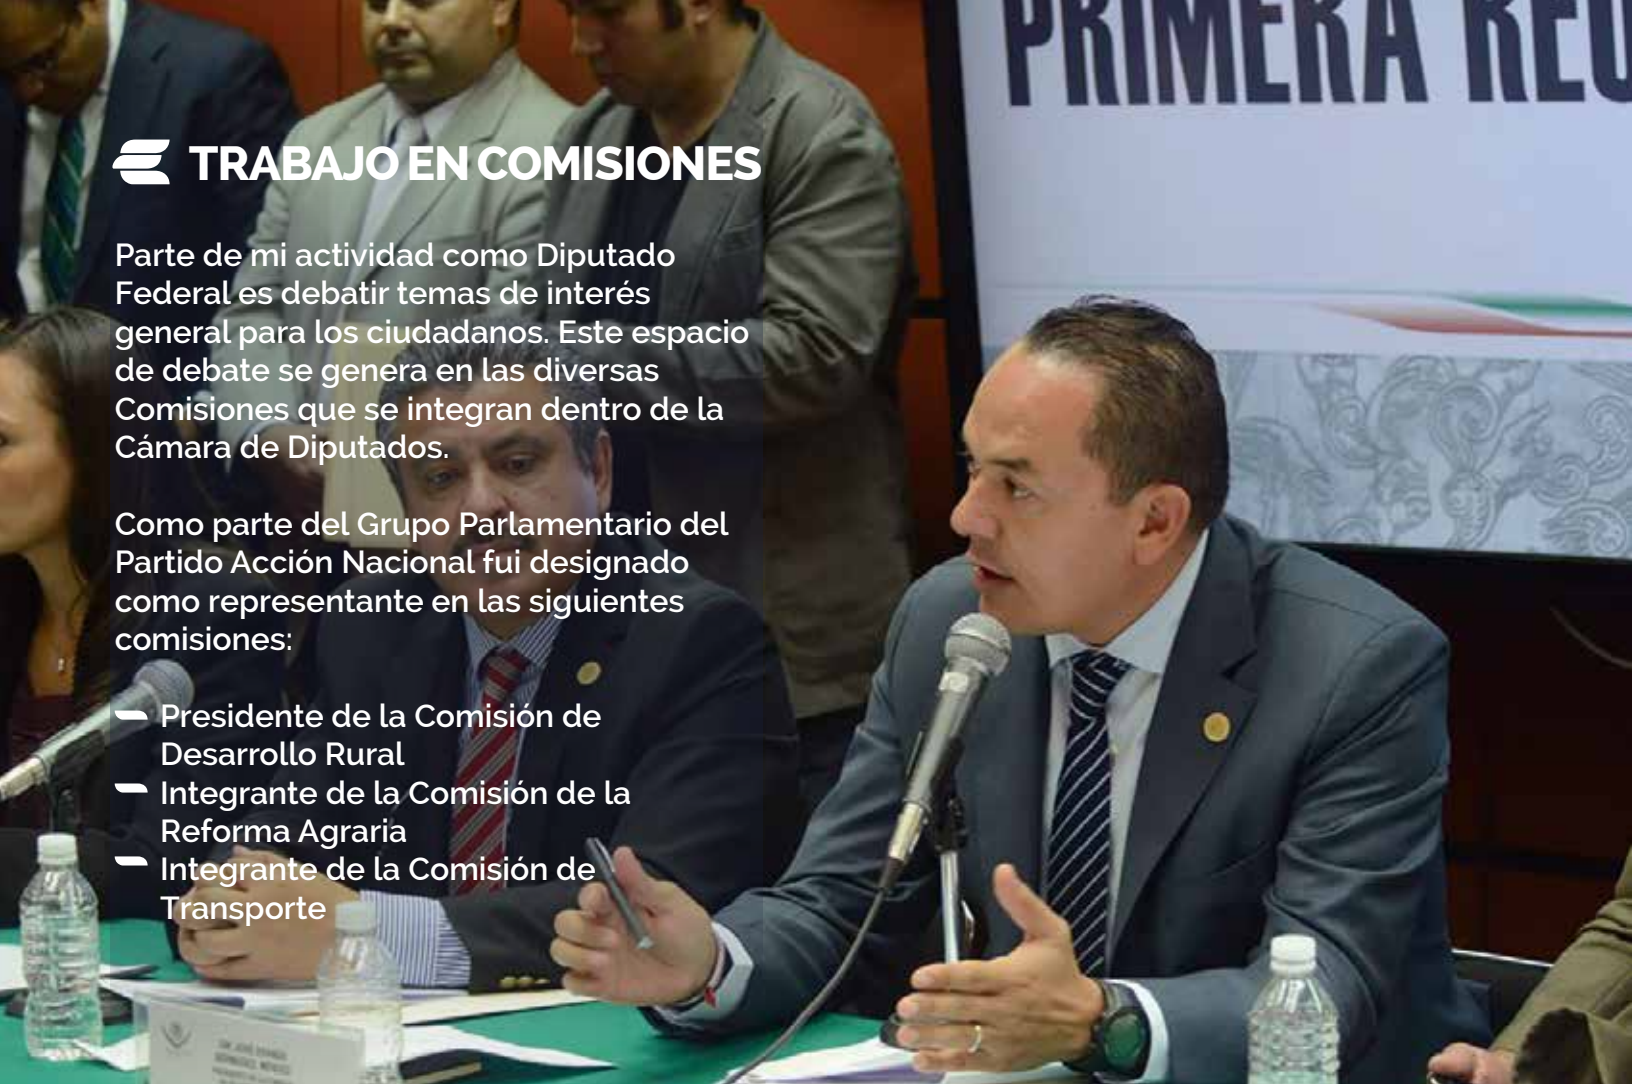 PRIMERA
TRABAJO EN COMISIONES
Parte de mi actividad como Diputado
Federal es debatir temas de interés
general para los ciudadanos. Este espacio
de debate se genera en las diversas
Comisiones que se integran dentro de la
Cámara de Diputados.
Como parte del Grupo Parlamentario del
Partido Acción Nacional fui designado
como representante en las siguientes
comisiones:
Presidente de la Comisión de
Desarrollo Rural
Integrante de la Comisión de la
Reforma Agraria
Integrante de la Comisión de
Transporte